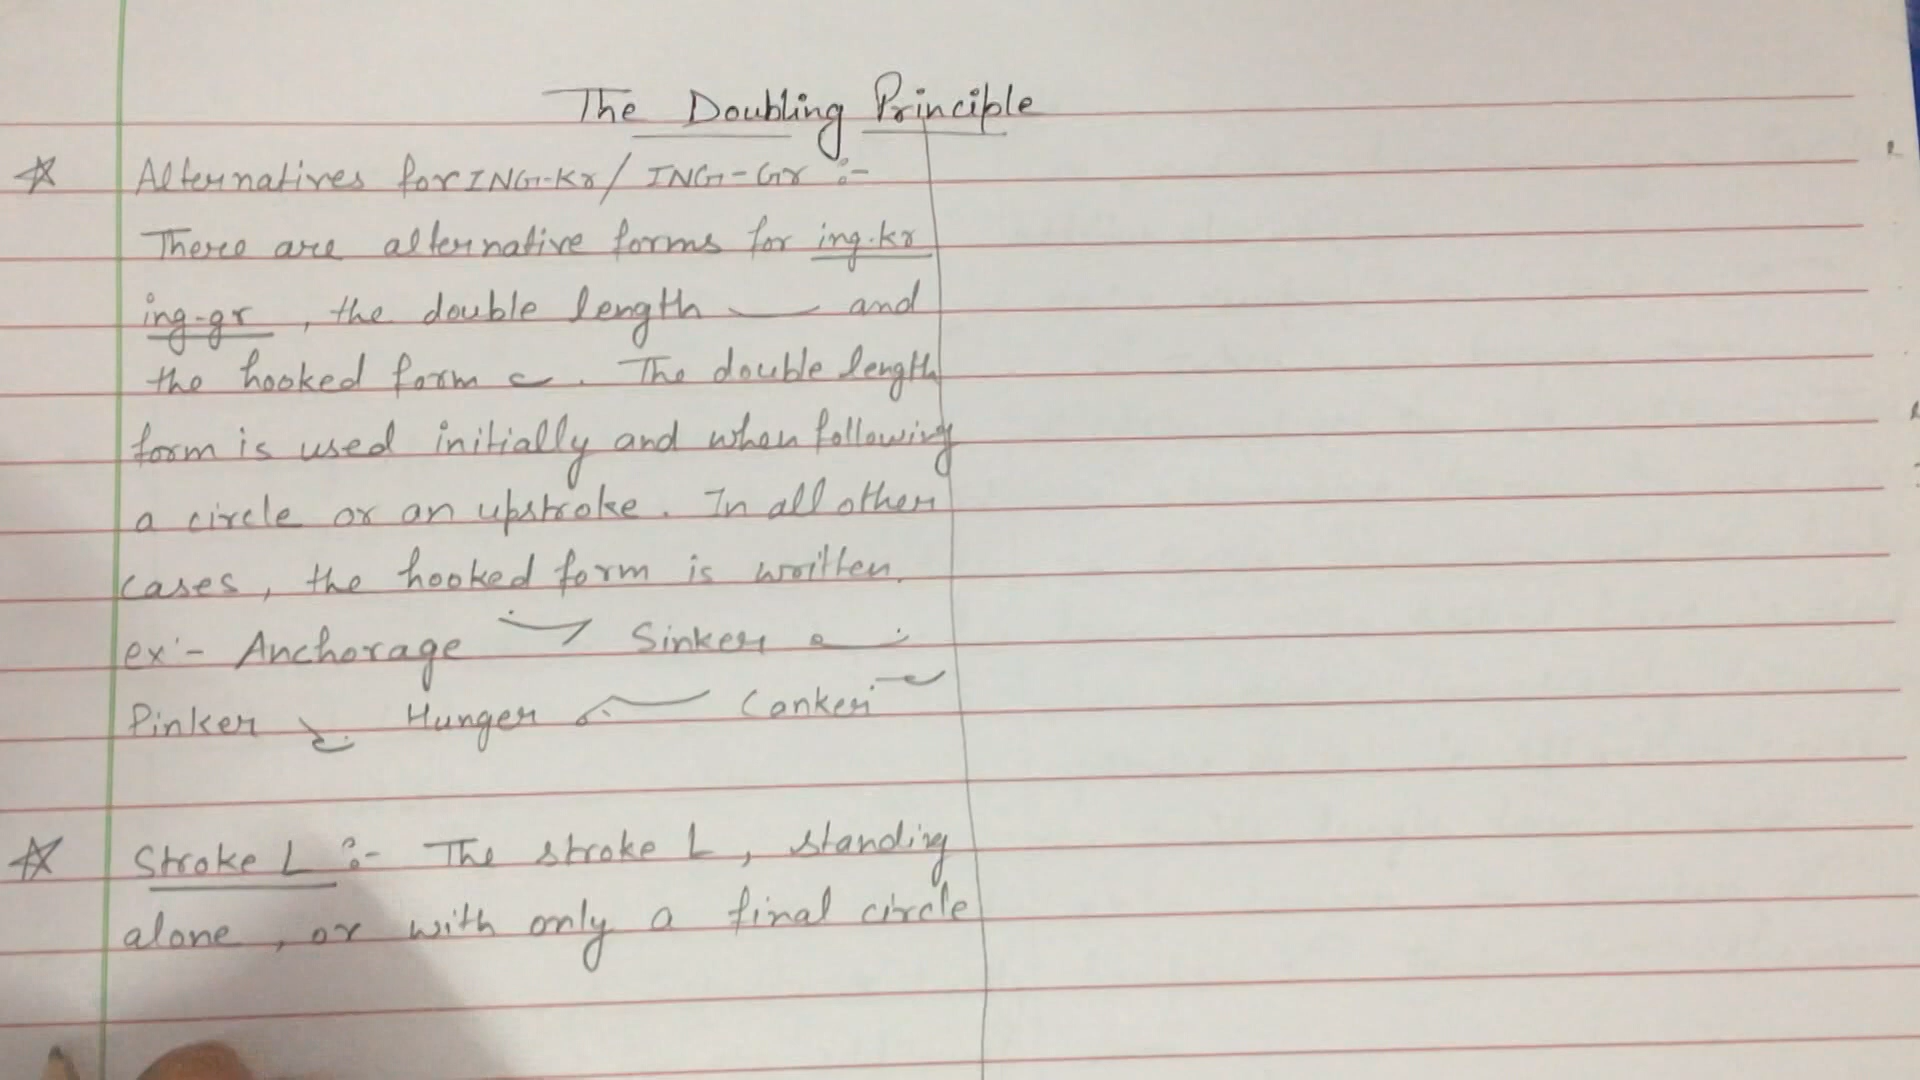 The Doubling Principle
Alternatives for ING-Kr/ ING-Gr :-
There are alternative forms for ing-kr
ing-gr, the double length and
the hooked form. The double length
form is used initially and when following
a circle or an upstroke. In all other
cases, the hooked form is written.
ex:- Anchorage Sinker
Pinker Hunger Canker
Stroke L :- The stroke L, standing
alone, or with only a final circle